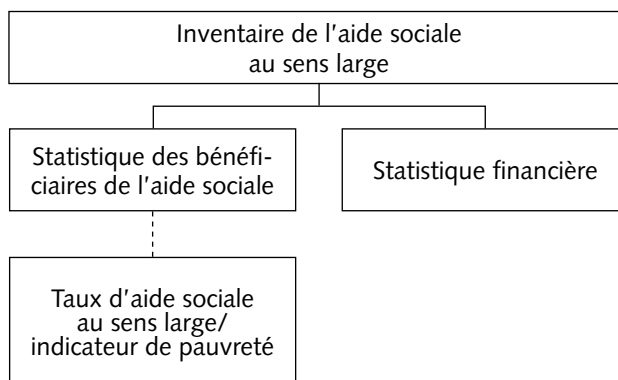 Inventaire de l'aide sociale
au sens large
Statistique des bénéfi-
ciaires de l'aide sociale
Statistique financière
Taux d'aide sociale
au sens large/
indicateur de pauvreté